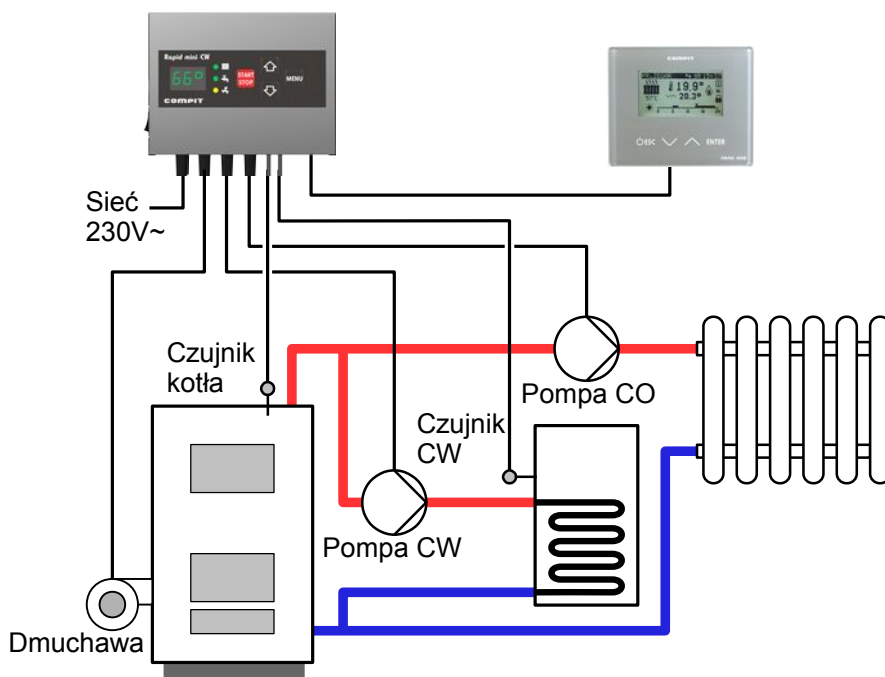 Rapid mini CW
66°
START
STOP
MENU
COMPIT
COMPIT
19.9°
20.3°
ESC
ENTER
Sieć
230V~
Czujnik
kotła
Pompa CO
Czujnik
CW
Pompa CW
Dmuchawa